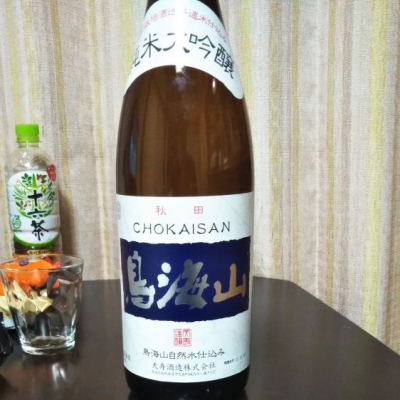 純米大吟醸
秋田
CHOKAISAN
鳥海山
鳥海山自然水仕込み
天寿酒造株式会社
十六茶